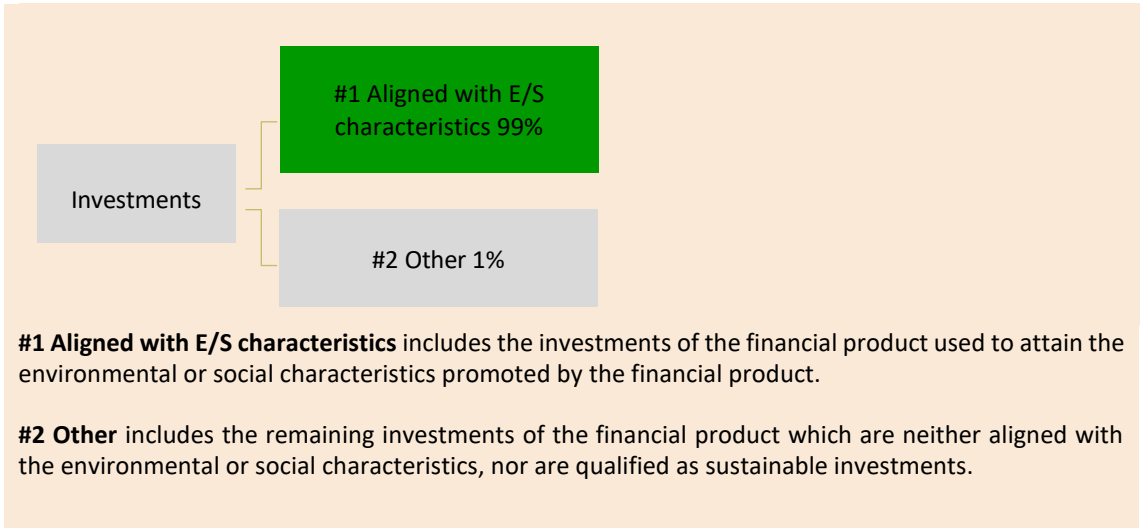 #1 Aligned with E/S
characteristics 99%
Investments
#2 Other 1%
#1 Aligned with E/S characteristics includes the investments of the financial product used to attain the
environmental or social characteristics promoted by the financial product.
#2 Other includes the remaining investments of the financial product which are neither aligned with
the environmental or social characteristics, nor are qualified as sustainable investments.